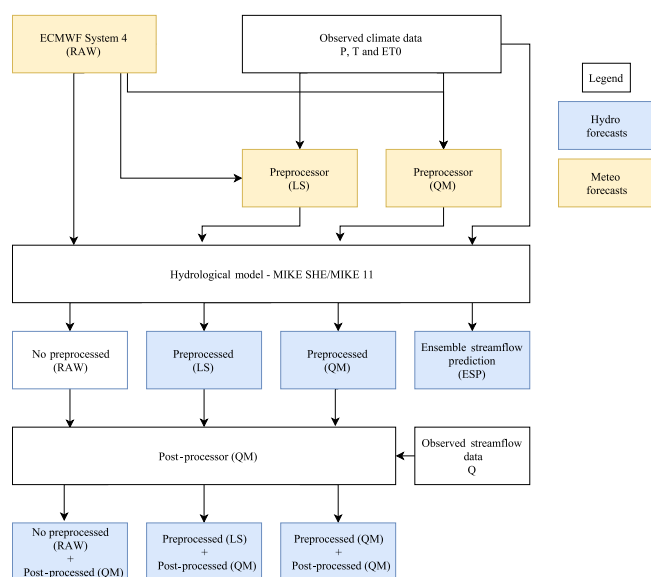 ECMWF System 4
(RAW)
Observed climate data
P, T and ET0
Legend
Hydro
forecasts
Preprocessor
(LS)
Preprocessor
(QM)
Meteo
forecasts
Hydrological model - MIKE SHE/MIKE 11
No preprocessed
(RAW)
Preprocessed
(LS)
Preprocessed
(QM)
Ensemble streamflow
prediction
(ESP)
Post-processor (QM)
Observed streamflow
data
Q
No preprocessed
(RAW)
+
Post-processed (QM)
Preprocessed (LS)
+
Post-processed (QM)
Preprocessed (QM)
+
Post-processed (QM)